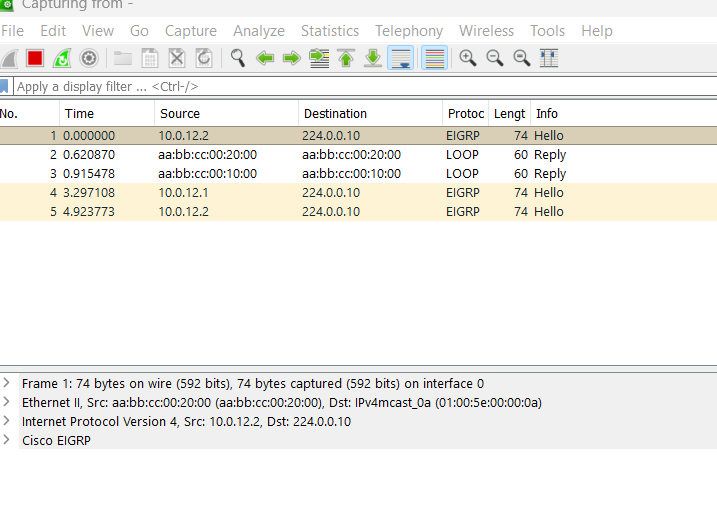 Capturing from -
File Edit View Go Capture Analyze Statistics Telephony Wireless Tools Help
Apply a display filter ... <Ctrl-/>
No. Time Source Destination Protoc Lengt Info
1 0.000000 10.0.12.2 224.0.0.10 EIGRP 74 Hello
2 0.620870 aa:bb:cc:00:20:00 aa:bb:cc:00:20:00 LOOP 60 Reply
3 0.915478 aa:bb:cc:00:10:00 aa:bb:cc:00:10:00 LOOP 60 Reply
4 3.297108 10.0.12.1 224.0.0.10 EIGRP 74 Hello
5 4.923773 10.0.12.2 224.0.0.10 EIGRP 74 Hello
Frame 1: 74 bytes on wire (592 bits), 74 bytes captured (592 bits) on interface 0
Ethernet II, Src: aa:bb:cc:00:20:00 (aa:bb:cc:00:20:00), Dst: IPv4mcast_0a (01:00:5e:00:00:0a)
Internet Protocol Version 4, Src: 10.0.12.2, Dst: 224.0.0.10
Cisco EIGRP